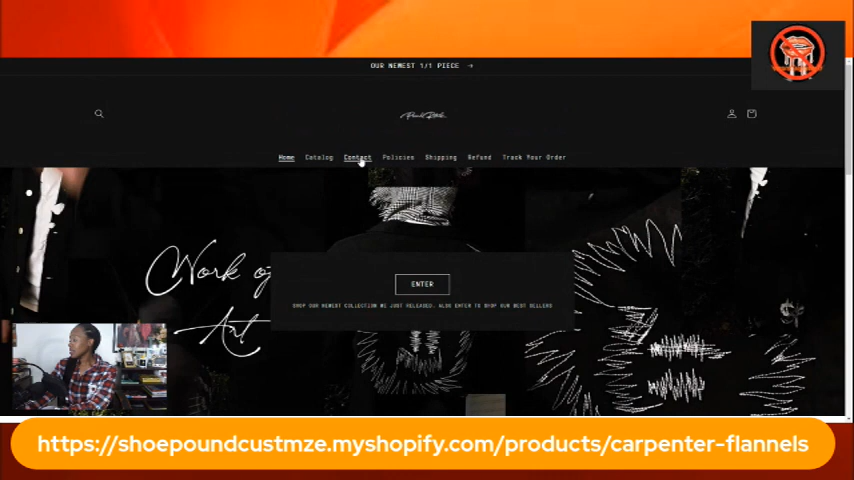 OUR NEWEST 1/1 PIECE →
Home Catalog Contact Policies Shipping Refund Track Your Order
Work of
Art
ENTER
SHOP OUR NEWEST COLLECTION WE JUST RELEASED. ALSO ENTER TO SHOP OUR BEST SELLERS
https://shoepoundcustmze.myshopify.com/products/carpenter-flannels